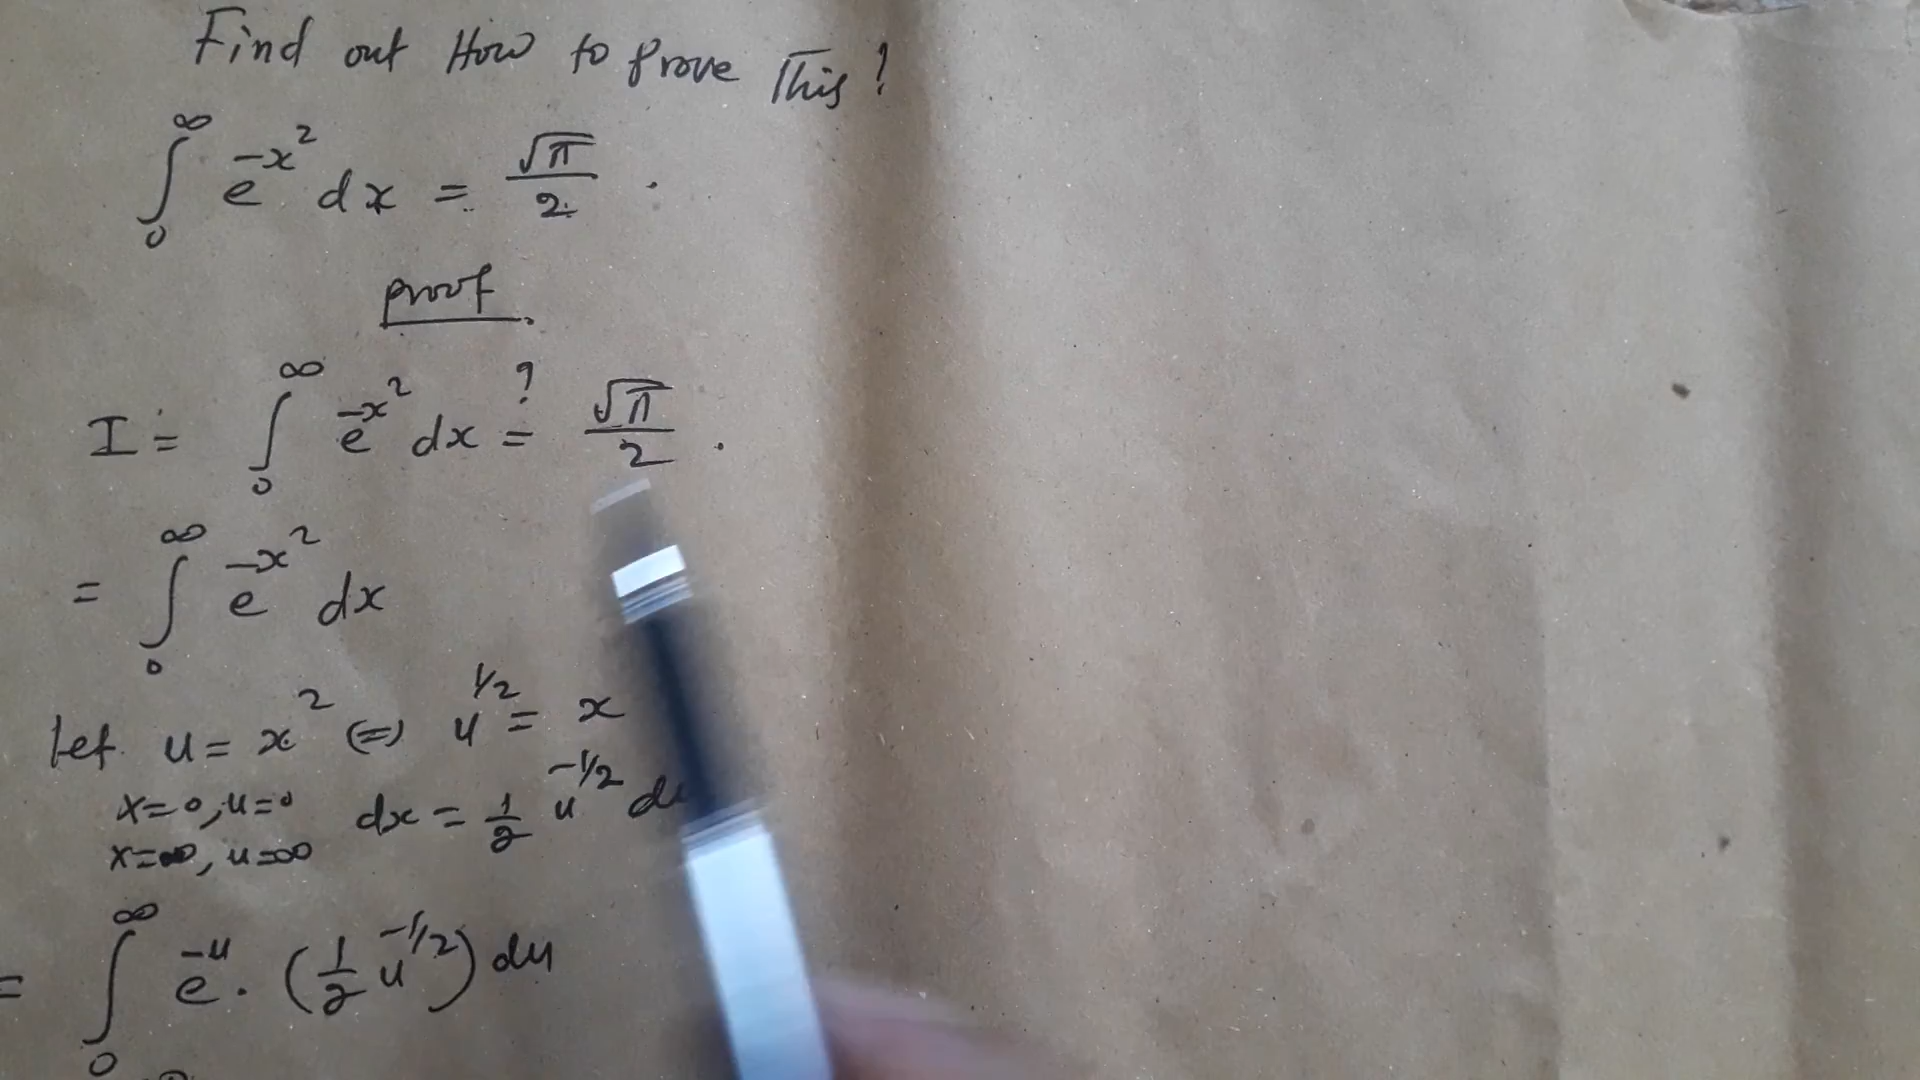 Find out How to prove This?
∫₀^∞ e^{-x²} dx = √π/2 .
proof.
I = ∫₀^∞ e^{-x²} dx ?= √π/2 .
= ∫₀^∞ e^{-x²} dx
let u = x² (=) u^{1/2} = x
x=0, u=0 dx = 1/2 u^{-1/2}
x=∞, u=∞
= ∫₀^∞ e^{-u} · (1/2 u^{-1/2}) du